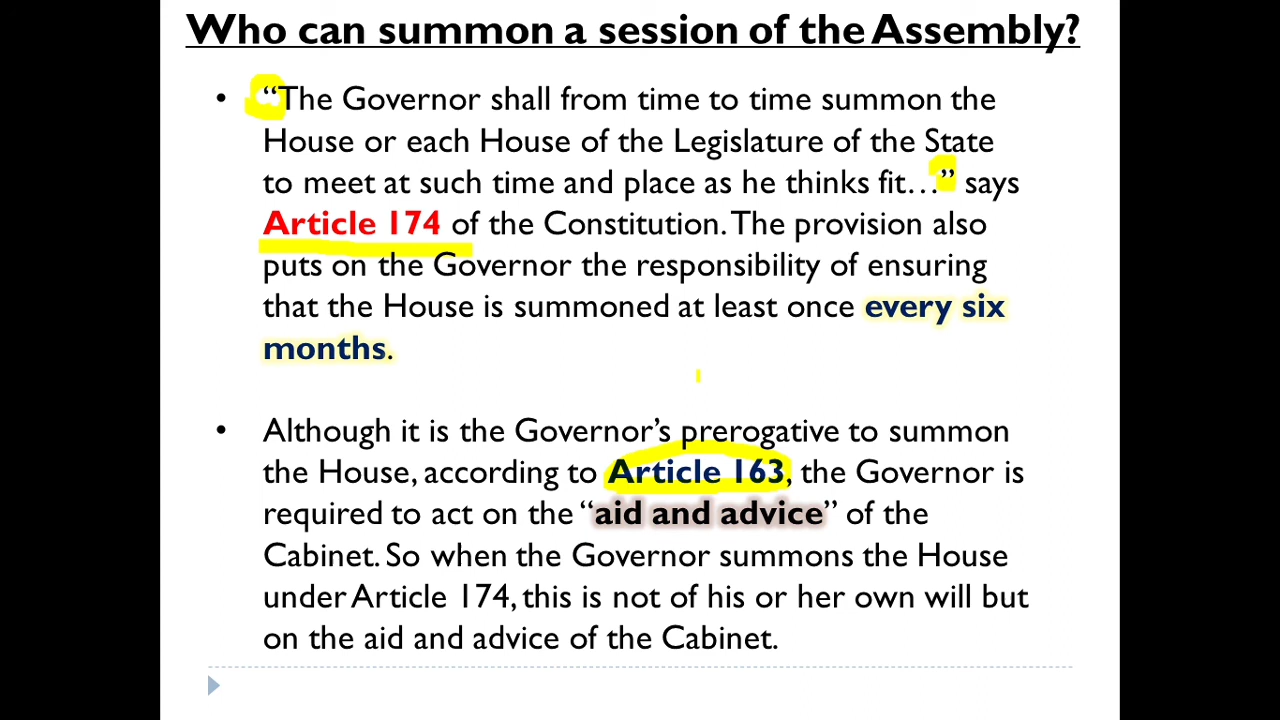 Who can summon a session of the Assembly?
• “The Governor shall from time to time summon the
House or each House of the Legislature of the State
to meet at such time and place as he thinks fit…” says
Article 174 of the Constitution. The provision also
puts on the Governor the responsibility of ensuring
that the House is summoned at least once every six
months.
• Although it is the Governor’s prerogative to summon
the House, according to Article 163, the Governor is
required to act on the “aid and advice” of the
Cabinet. So when the Governor summons the House
under Article 174, this is not of his or her own will but
on the aid and advice of the Cabinet.